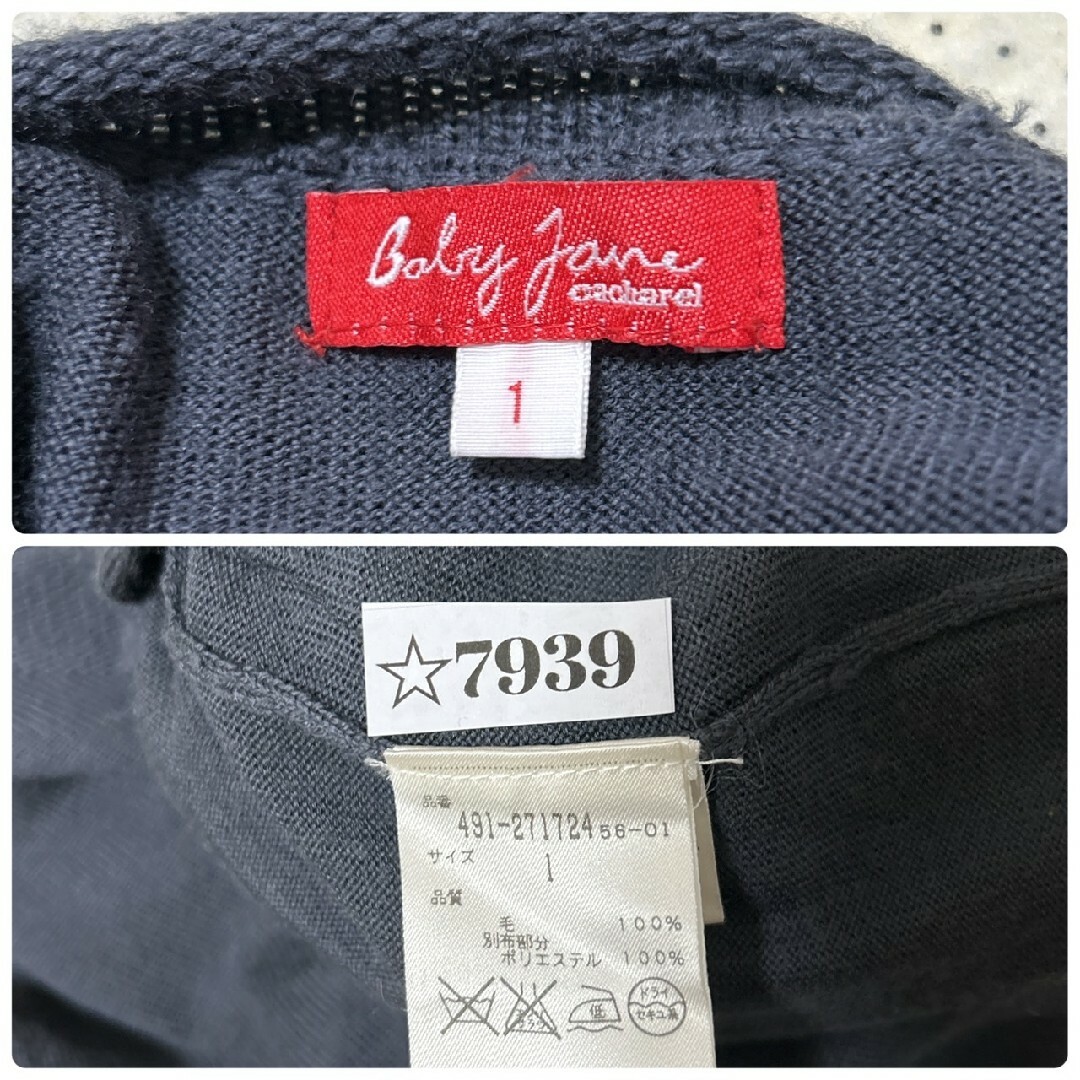 Baby Jane
cacharel
1
☆7939
品番
491-271724 56-01
サイズ
1
品質
毛 100%
別布部分
ポリエステル 100%
低
ドライ
セキユ系